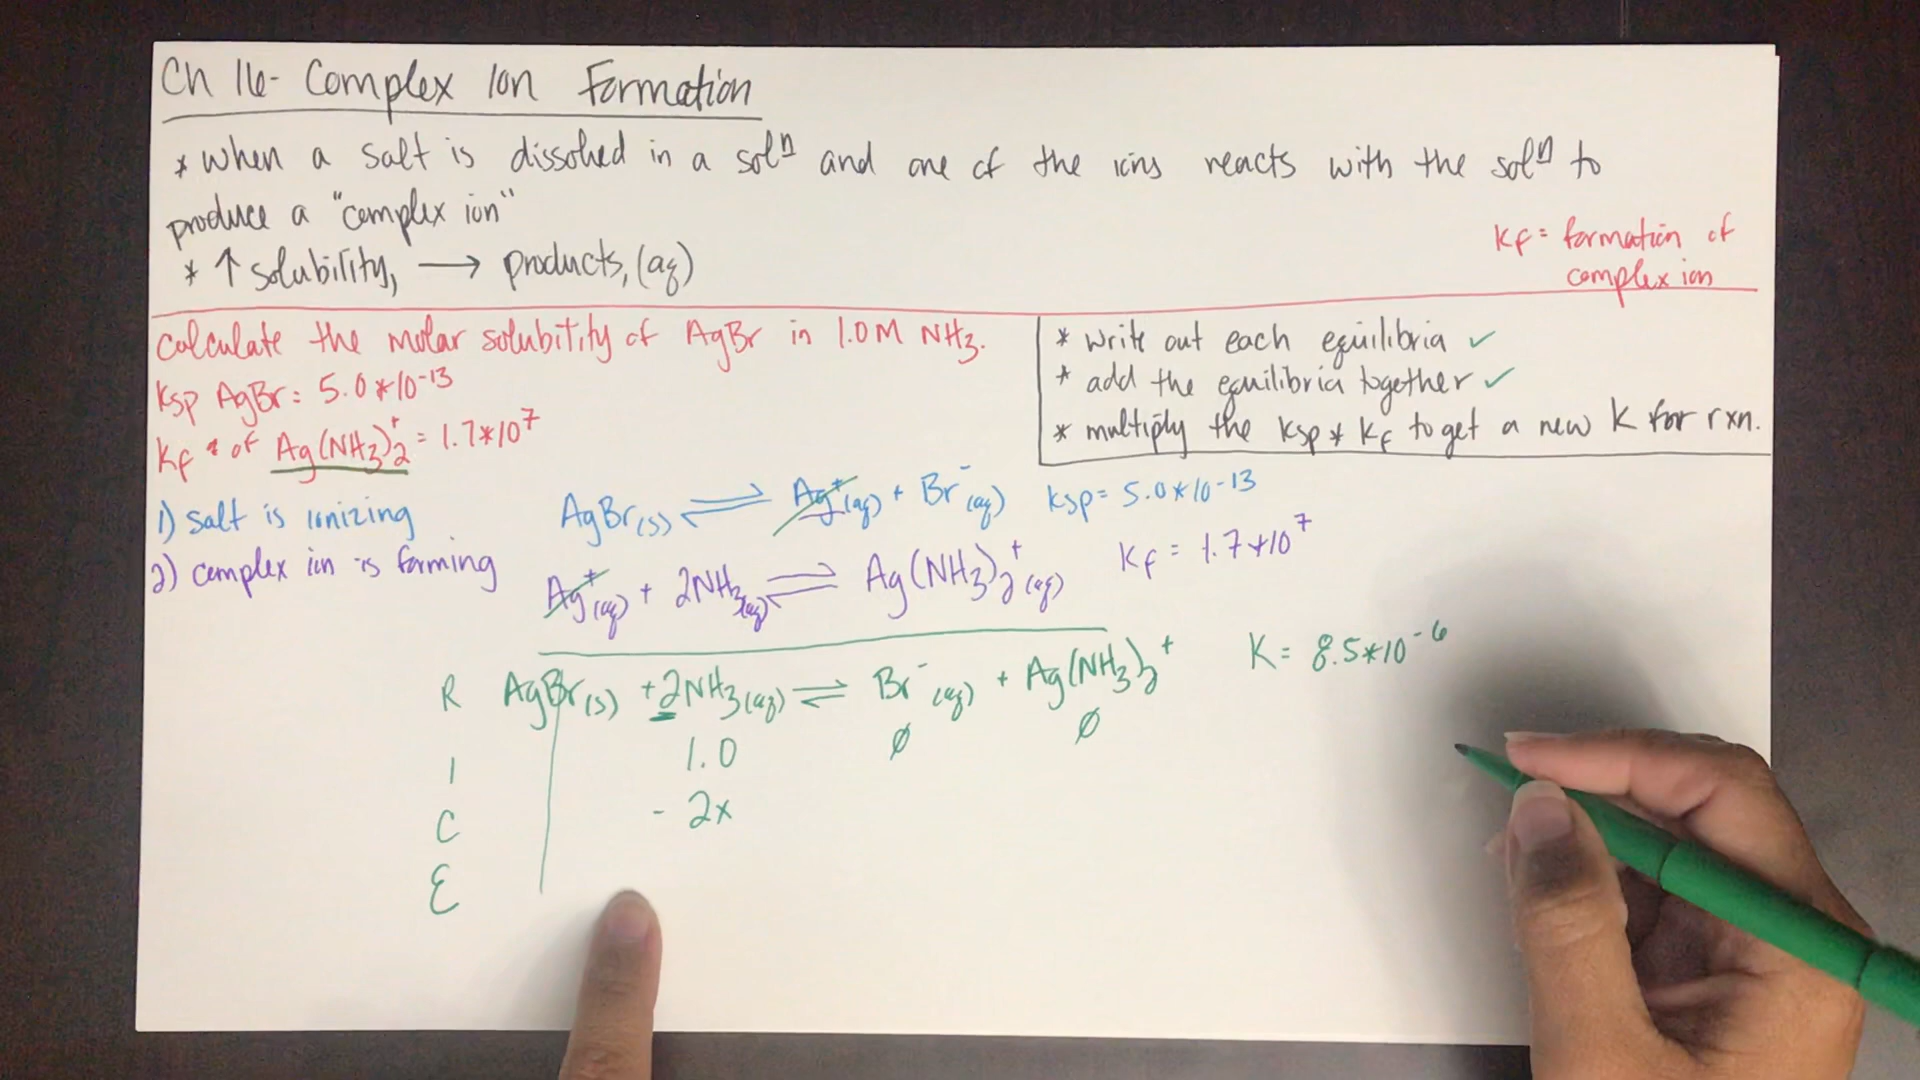 Ch 16- Complex Ion Formation
* when a salt is dissolved in a solⁿ and one of the ions reacts with the solⁿ to
produce a "complex ion"
* ↑ solubility, ⟶ products, (aq)
Kf = formation of
complex ion
Calculate the molar solubility of AgBr in 1.0M NH₃.
Ksp AgBr: 5.0*10⁻¹³
Kf * of Ag(NH₃)₂⁺ = 1.7*10⁷
* write out each equilibria ✓
* add the equilibria together ✓
* multiply the Ksp * Kf to get a new K for rxn.
1) salt is ionizing
AgBr(s) ⇌ Ag⁺(aq) + Br⁻(aq) Ksp = 5.0*10⁻¹³
2) complex ion is forming
Ag⁺(aq) + 2NH₃(aq) ⇌ Ag(NH₃)₂⁺(aq) Kf = 1.7*10⁷
R AgBr(s) + 2NH₃(aq) ⇌ Br⁻(aq) + Ag(NH₃)₂⁺ K = 8.5*10⁻⁶
I 1.0 ∅ ∅
C - 2x
E